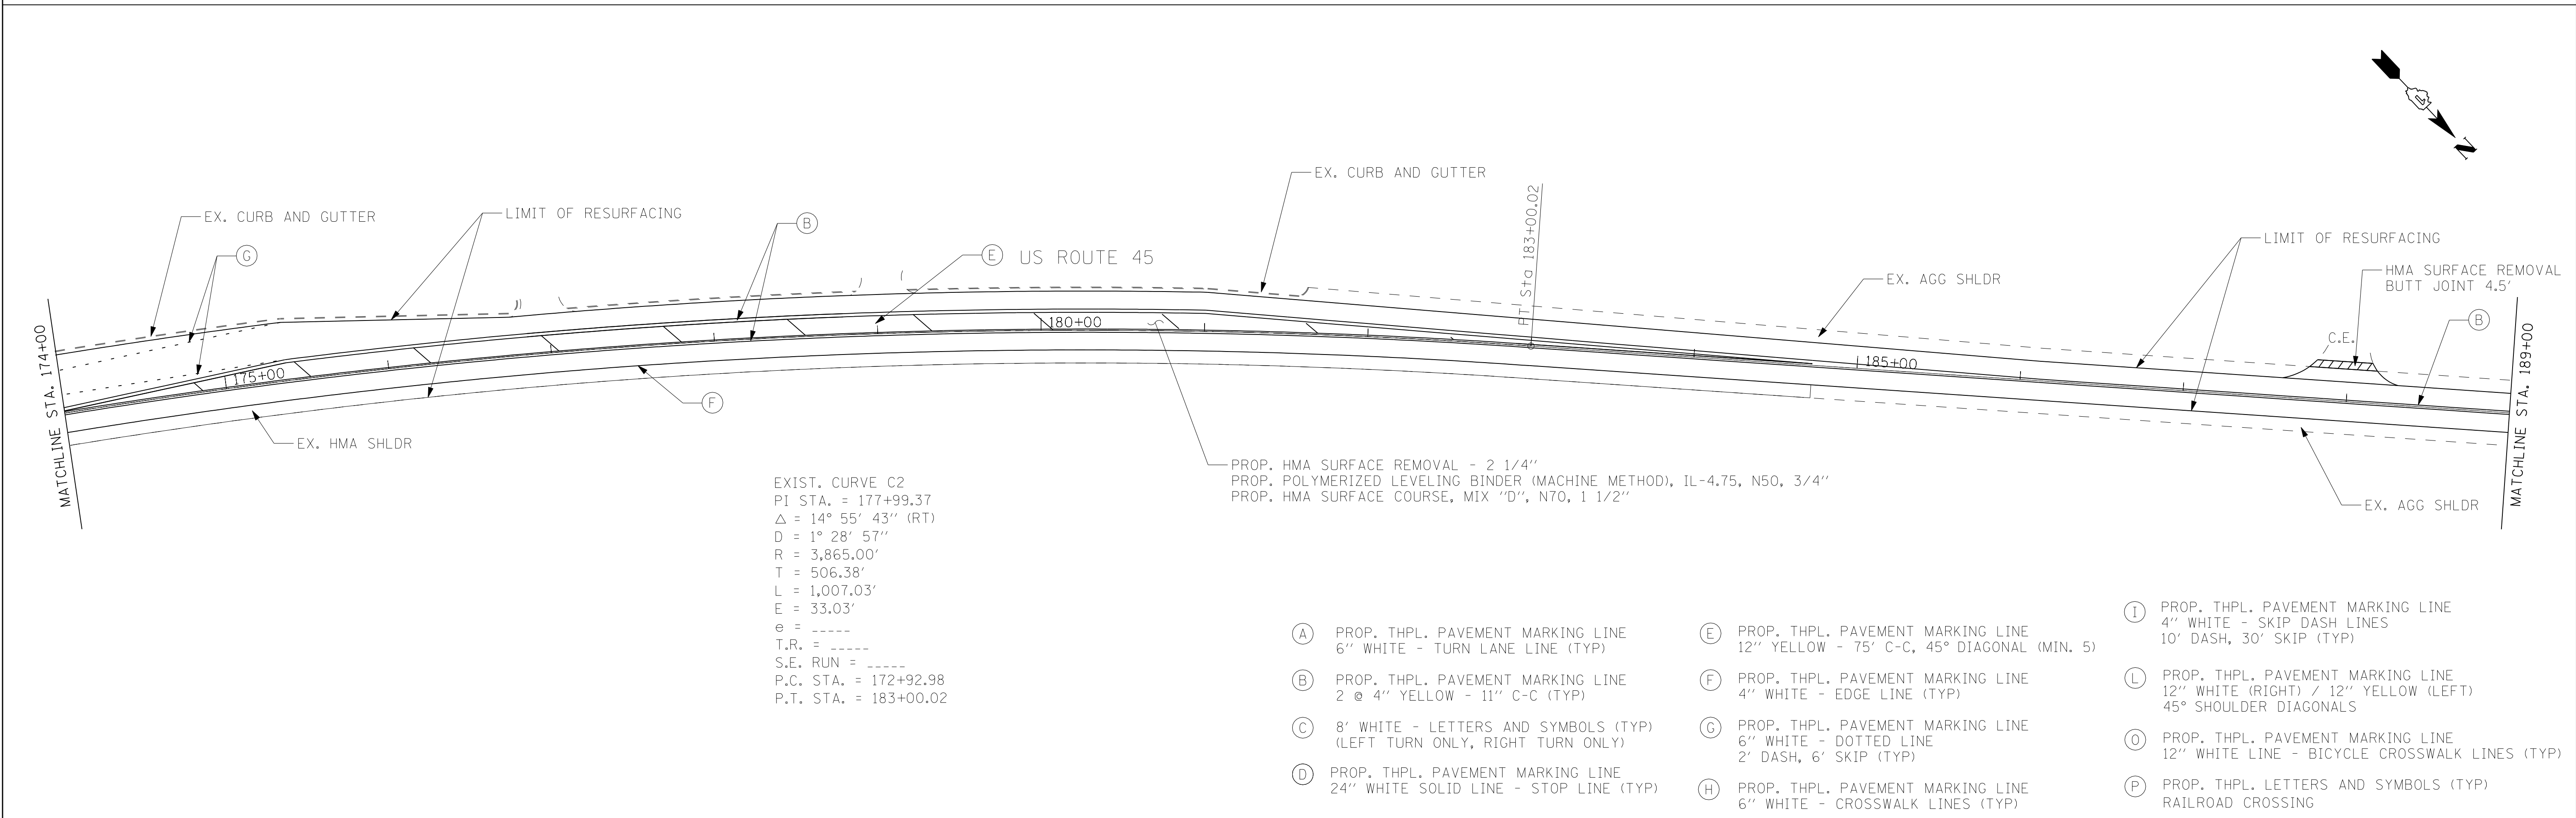 N
EX. CURB AND GUTTER
G
LIMIT OF RESURFACING
B
E
US ROUTE 45
EX. CURB AND GUTTER
PT Sta 183+00.02
EX. AGG SHLDR
LIMIT OF RESURFACING
HMA SURFACE REMOVAL
BUTT JOINT 4.5'
C.E.
B
MATCHLINE STA. 174+00
175+00
180+00
185+00
MATCHLINE STA. 189+00
F
EX. HMA SHLDR
EX. AGG SHLDR
PROP. HMA SURFACE REMOVAL - 2 1/4''
PROP. POLYMERIZED LEVELING BINDER (MACHINE METHOD), IL-4.75, N50, 3/4''
PROP. HMA SURFACE COURSE, MIX ''D'', N70, 1 1/2''
EXIST. CURVE C2
PI STA. = 177+99.37
△ = 14° 55' 43'' (RT)
D = 1° 28' 57''
R = 3,865.00'
T = 506.38'
L = 1,007.03'
E = 33.03'
e = _____
T.R. = _____
S.E. RUN = _____
P.C. STA. = 172+92.98
P.T. STA. = 183+00.02
A PROP. THPL. PAVEMENT MARKING LINE
6'' WHITE - TURN LANE LINE (TYP)
B PROP. THPL. PAVEMENT MARKING LINE
2 @ 4'' YELLOW - 11'' C-C (TYP)
C 8' WHITE - LETTERS AND SYMBOLS (TYP)
(LEFT TURN ONLY, RIGHT TURN ONLY)
D PROP. THPL. PAVEMENT MARKING LINE
24'' WHITE SOLID LINE - STOP LINE (TYP)
E PROP. THPL. PAVEMENT MARKING LINE
12'' YELLOW - 75' C-C, 45° DIAGONAL (MIN. 5)
F PROP. THPL. PAVEMENT MARKING LINE
4'' WHITE - EDGE LINE (TYP)
G PROP. THPL. PAVEMENT MARKING LINE
6'' WHITE - DOTTED LINE
2' DASH, 6' SKIP (TYP)
H PROP. THPL. PAVEMENT MARKING LINE
6'' WHITE - CROSSWALK LINES (TYP)
I PROP. THPL. PAVEMENT MARKING LINE
4'' WHITE - SKIP DASH LINES
10' DASH, 30' SKIP (TYP)
L PROP. THPL. PAVEMENT MARKING LINE
12'' WHITE (RIGHT) / 12'' YELLOW (LEFT)
45° SHOULDER DIAGONALS
O PROP. THPL. PAVEMENT MARKING LINE
12'' WHITE LINE - BICYCLE CROSSWALK LINES (TYP)
P PROP. THPL. LETTERS AND SYMBOLS (TYP)
RAILROAD CROSSING